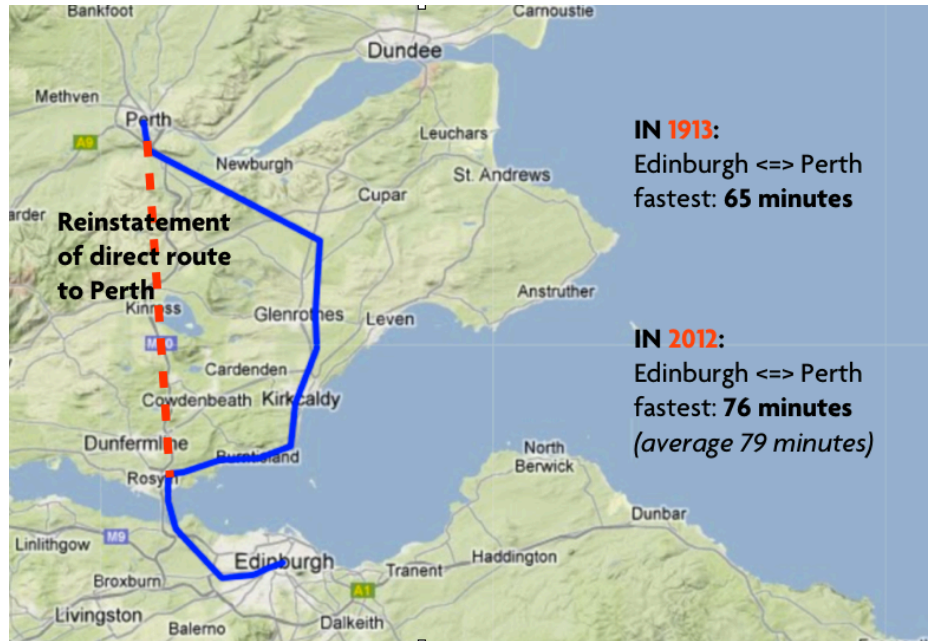 Bankfoot
Carnoustie
Dundee
Methven
Perth
A9
Leuchars
Newburgh
St. Andrews
Cupar
arder
Reinstatement
of direct route
to Perth
Kinross
Anstruther
Glenrothes
Leven
Cardenden
Cowdenbeath
Kirkcaldy
Dunfermline
Burntisland
Rosyth
North
Berwick
Dunbar
Linlithgow
M9
Edinburgh
Haddington
Tranent
Broxburn
A1
Livingston
Dalkeith
Balerno
IN 1913:
Edinburgh <=> Perth
fastest: 65 minutes
IN 2012:
Edinburgh <=> Perth
fastest: 76 minutes
(average 79 minutes)